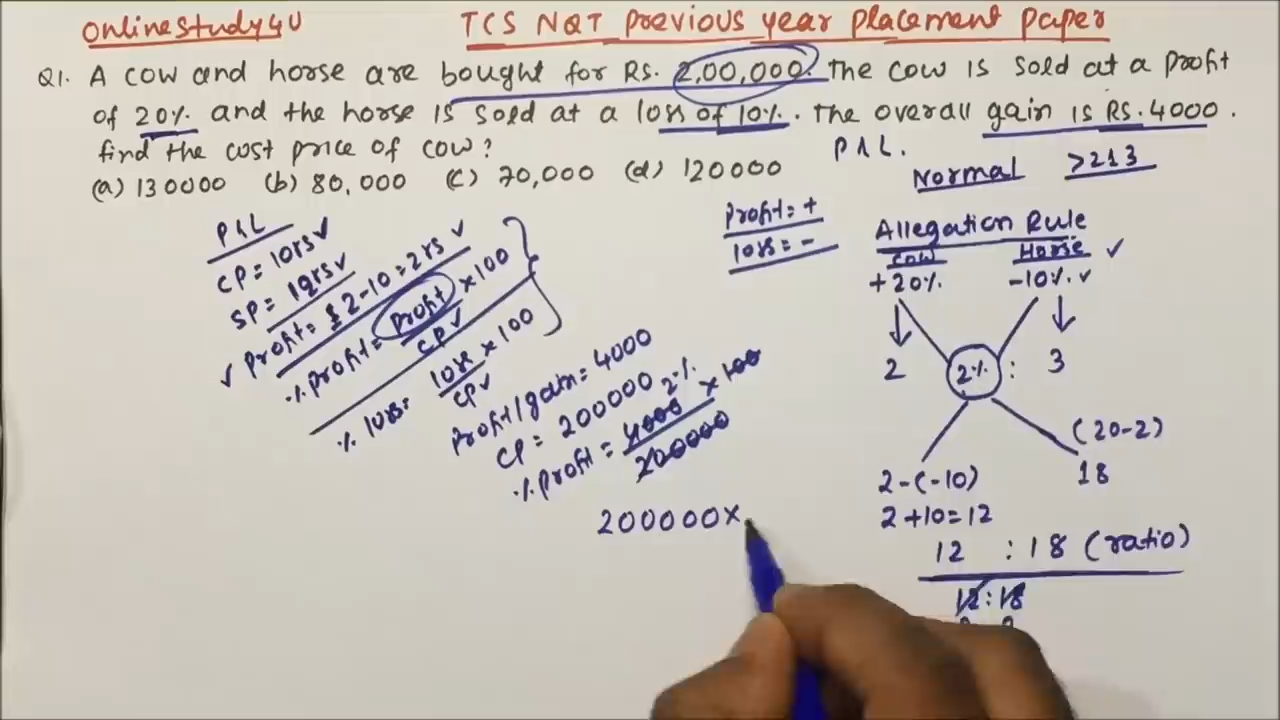 onlinestudy4U
TCS NQT Previous year placement paper
Q1. A cow and horse are bought for Rs. 2,00,000. The cow is sold at a profit
of 20% and the horse is sold at a loss of 10%. The overall gain is Rs. 4000.
find the cost price of cow?
(a) 130000 (b) 80,000 (c) 70,000 (d) 120000
P&L.
Normal >213
P&L
CP = 10rs
SP = 12rs
Profit = 12-10 = 2rs
% Profit = Profit/CP × 100
% loss = loss/CP × 100
Profit/gain = 4000
CP = 200000
% Profit = 4000/200000 × 100
2%
200000×
Profit = +
loss = -
Allegation Rule
Cow Horse
+20% -10%
2 2% : 3
(20-2)
2-(-10) 18
2+10=12
12 : 18 (ratio)
12:18